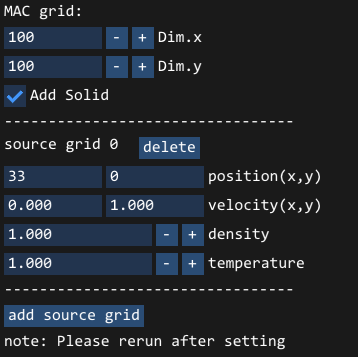 MAC grid:
100 - + Dim.x
100 - + Dim.y
Add Solid
--------------------------------
source grid 0 delete
33 0 position(x,y)
0.000 1.000 velocity(x,y)
1.000 - + density
1.000 - + temperature
--------------------------------
add source grid
note: Please rerun after setting